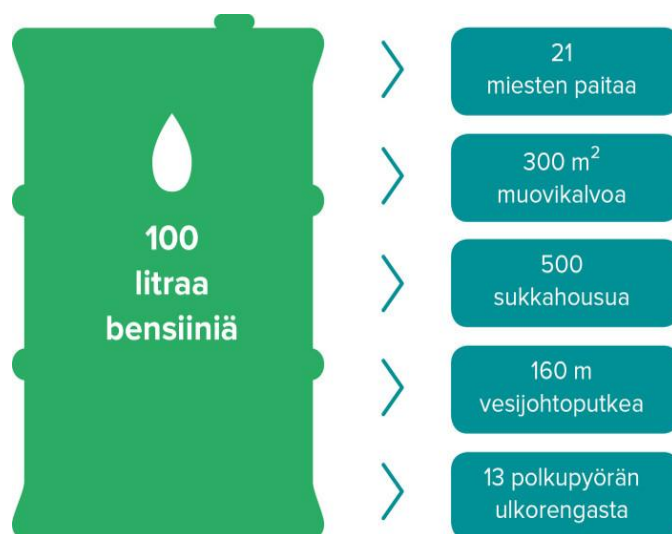 100
litraa
bensiiniä
21
miesten paitaa
300 m²
muovikalvoa
500
sukkahousua
160 m
vesijohtoputkea
13 polkupyörän
ulkorengasta